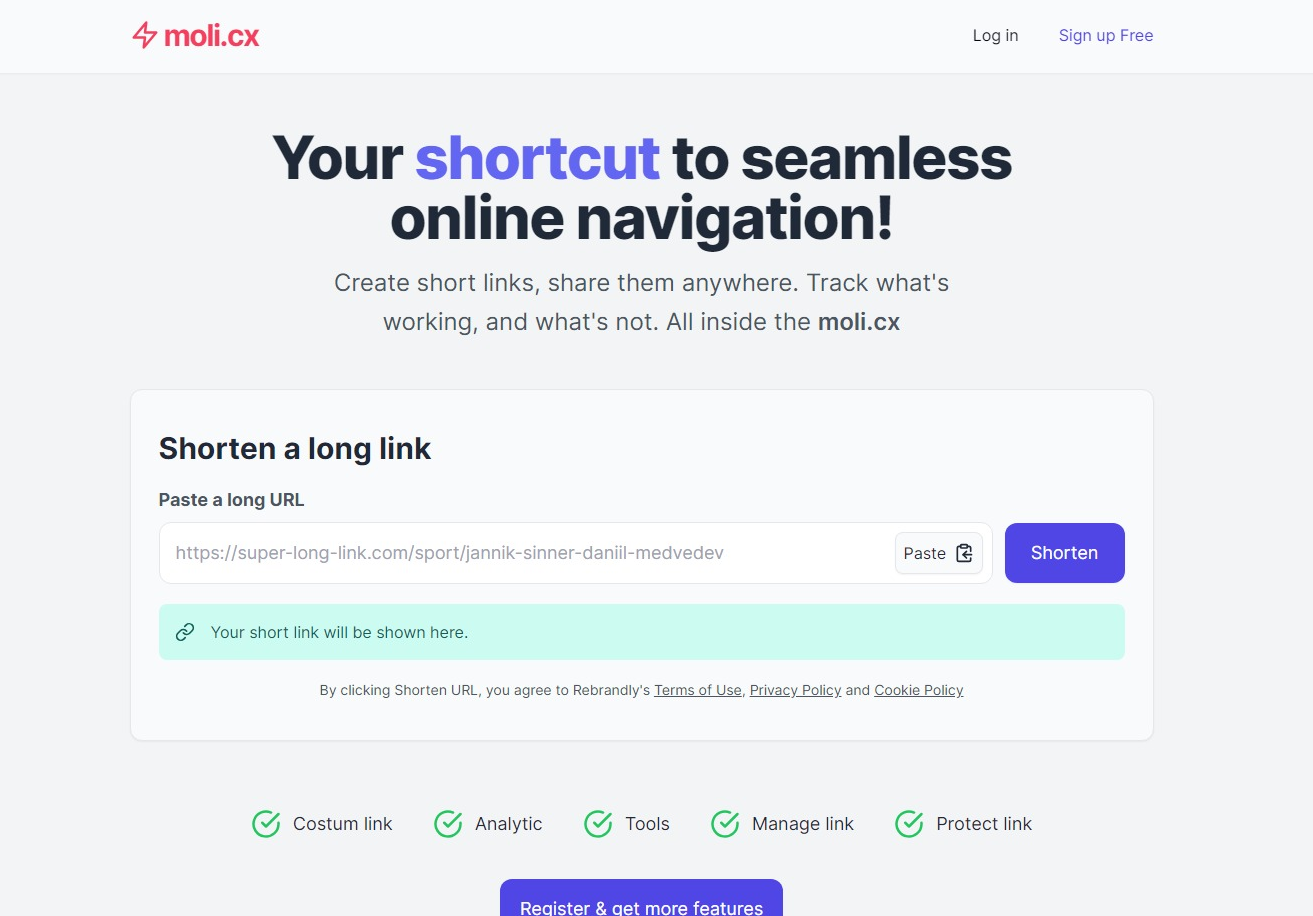 moli.cx
Log in
Sign up Free
Your shortcut to seamless
online navigation!
Create short links, share them anywhere. Track what's
working, and what's not. All inside the moli.cx
Shorten a long link
Paste a long URL
https://super-long-link.com/sport/jannik-sinner-daniil-medvedev
Paste
Shorten
Your short link will be shown here.
By clicking Shorten URL, you agree to Rebrandly's Terms of Use, Privacy Policy and Cookie Policy
Costum link
Analytic
Tools
Manage link
Protect link
Register & get more features